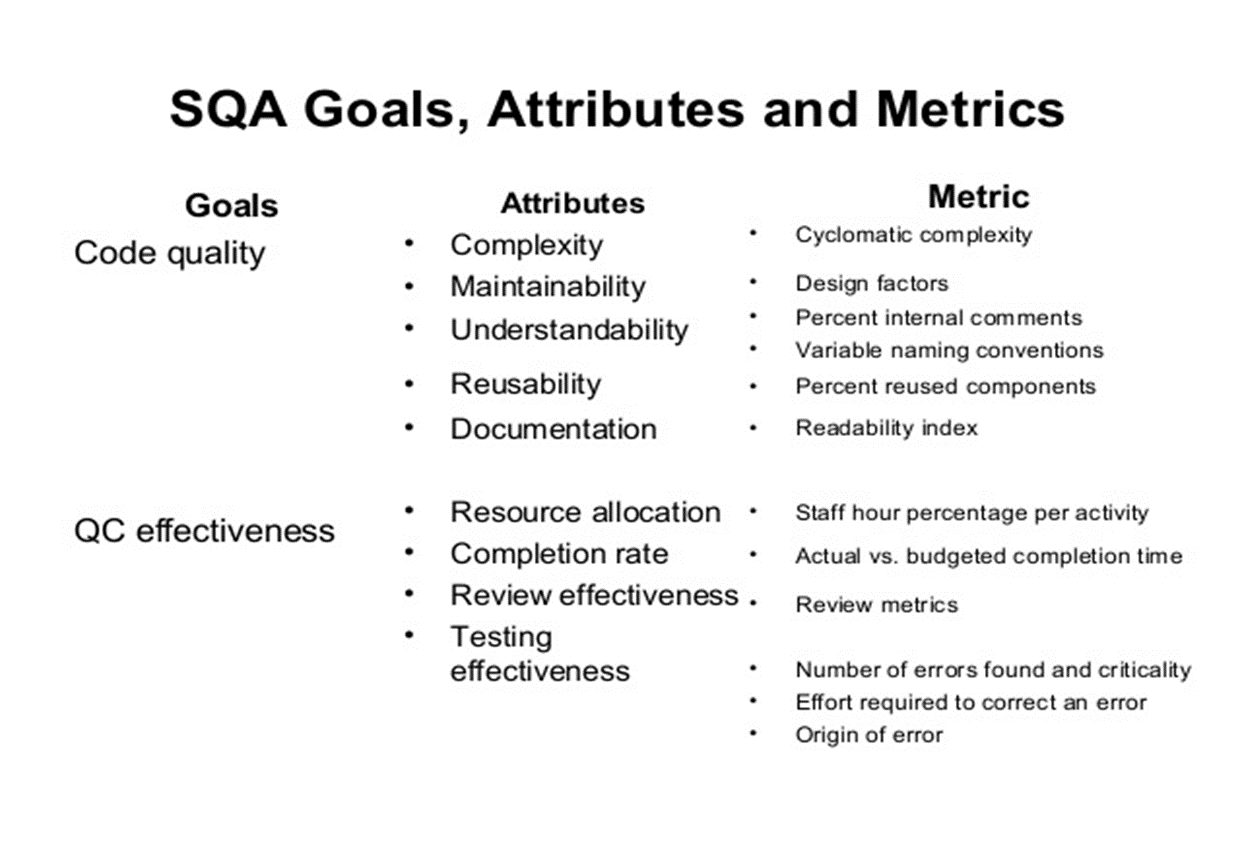 SQA Goals, Attributes and Metrics
Goals
Attributes
Metric
Code quality
• Complexity
• Cyclomatic complexity
• Maintainability
• Design factors
• Understandability
• Percent internal comments
• Variable naming conventions
• Reusability
• Percent reused components
• Documentation
• Readability index
QC effectiveness
• Resource allocation
• Staff hour percentage per activity
• Completion rate
• Actual vs. budgeted completion time
• Review effectiveness
• Review metrics
• Testing
effectiveness
• Number of errors found and criticality
• Effort required to correct an error
• Origin of error